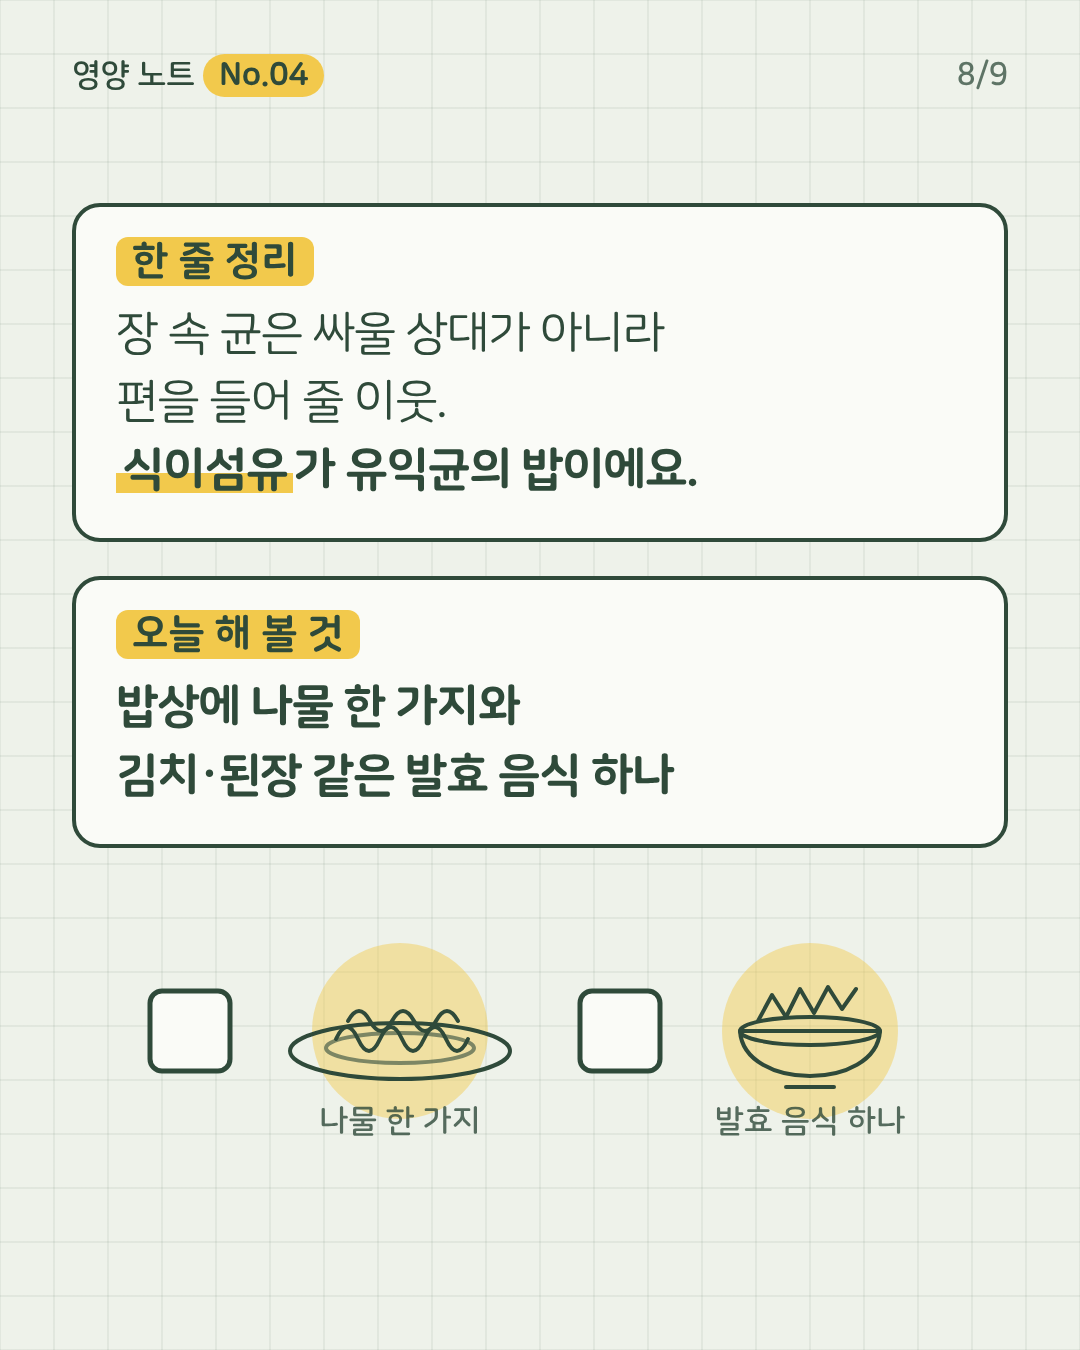 영양 노트 No.04
8/9
한 줄 정리
장 속 균은 싸울 상대가 아니라
편을 들어 줄 이웃.
식이섬유가 유익균의 밥이에요.
오늘 해 볼 것
밥상에 나물 한 가지와
김치·된장 같은 발효 음식 하나
나물 한 가지
발효 음식 하나